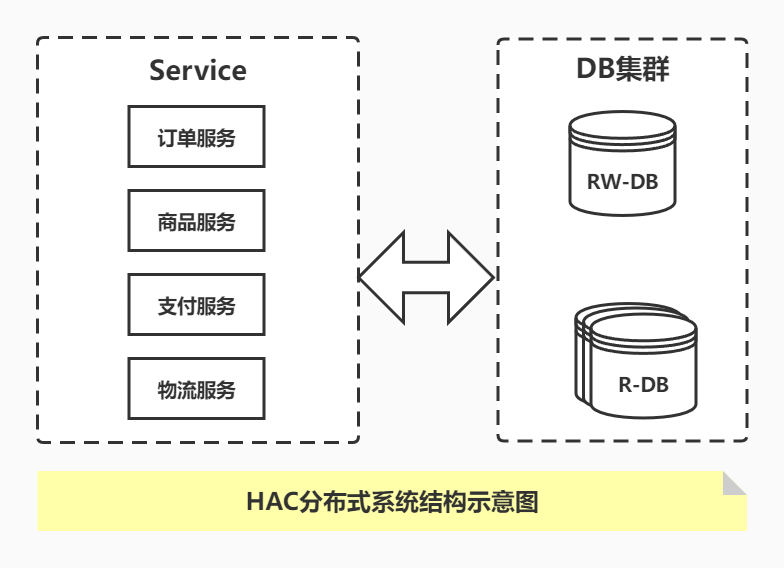 Service
订单服务
商品服务
支付服务
物流服务
DB集群
RW-DB
R-DB
HAC分布式系统结构示意图